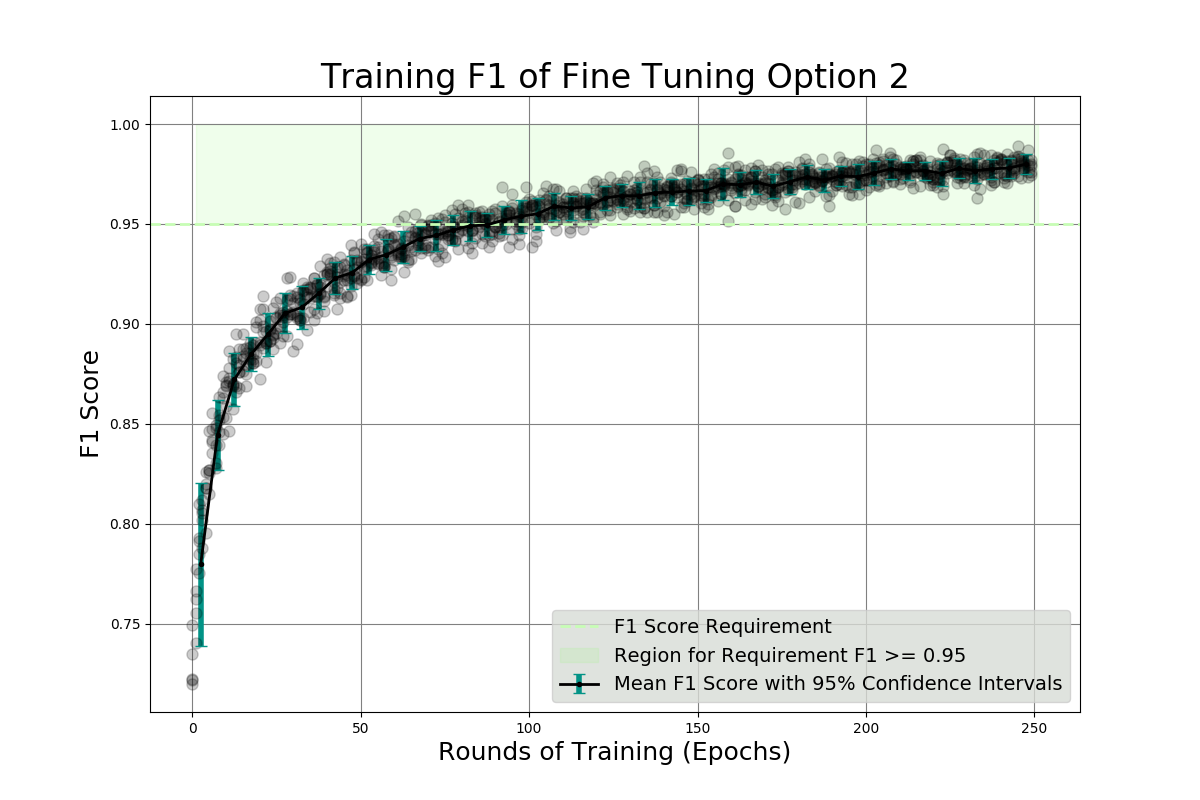 Training F1 of Fine Tuning Option 2
F1 Score
1.00
0.95
0.90
0.85
0.80
0.75
0
50
100
150
200
250
Rounds of Training (Epochs)
F1 Score Requirement
Region for Requirement F1 >= 0.95
Mean F1 Score with 95% Confidence Intervals